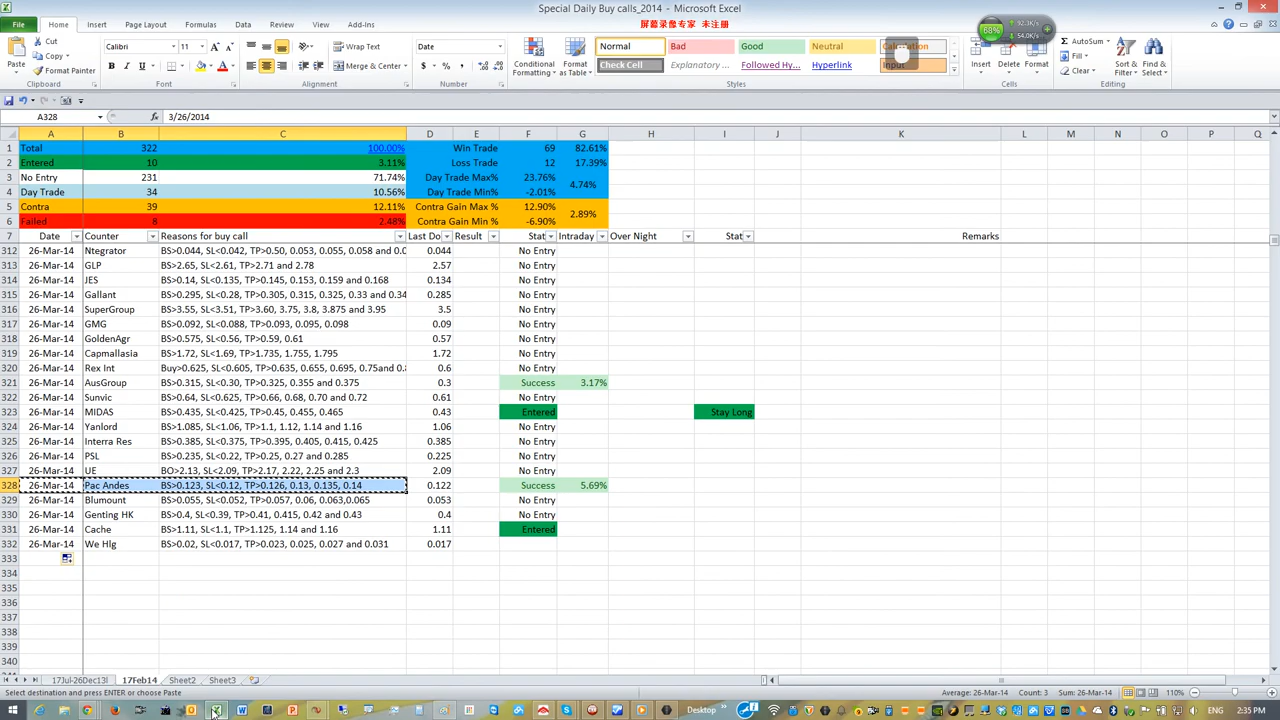 Special Daily Buy calls_2014 - Microsoft Excel
屏幕录像专家 未注册
File Home Insert Page Layout Formulas Data Review View Add-Ins
68% 92.3K/s 54.0K/s
Paste Cut Copy Format Painter
Calibri 11 Wrap Text Merge & Center Date
Conditional Formatting Format as Table
Normal Bad Good Neutral Calculation
Check Cell Explanatory ... Followed Hy... Hyperlink Input
Insert Delete Format AutoSum Fill Clear Sort & Filter Find & Select
Clipboard Font Alignment Number Styles Cells Editing
A328 fx 3/26/2014
A B C D E F G H I J K L M N O P Q
1 Total 322 100.00% Win Trade 69 82.61%
2 Entered 10 3.11% Loss Trade 12 17.39%
3 No Entry 231 71.74% Day Trade Max% 23.76% 4.74%
4 Day Trade 34 10.56% Day Trade Min% -2.01%
5 Contra 39 12.11% Contra Gain Max % 12.90% 2.89%
6 Failed 8 2.48% Contra Gain Min % -6.90%
7 Date Counter Reasons for buy call Last Do Result Stat Intraday Over Night Stat Remarks
312 26-Mar-14 Ntegrator BS>0.044, SL<0.042, TP>0.50, 0.053, 0.055, 0.058 and 0.0 0.044 No Entry
313 26-Mar-14 GLP BS>2.65, SL<2.61, TP>2.71 and 2.78 2.57 No Entry
314 26-Mar-14 JES BS>0.14, SL<0.135, TP>0.145, 0.153, 0.159 and 0.168 0.134 No Entry
315 26-Mar-14 Gallant BS>0.295, SL<0.28, TP>0.305, 0.315, 0.325, 0.33 and 0.34 0.285 No Entry
316 26-Mar-14 SuperGroup BS>3.55, SL<3.51, TP>3.60, 3.75, 3.8, 3.875 and 3.95 3.5 No Entry
317 26-Mar-14 GMG BS>0.092, SL<0.088, TP>0.093, 0.095, 0.098 0.09 No Entry
318 26-Mar-14 GoldenAgr BS>0.575, SL<0.56, TP>0.59, 0.61 0.57 No Entry
319 26-Mar-14 Capmallasia BS>1.72, SL<1.69, TP>1.735, 1.755, 1.795 1.72 No Entry
320 26-Mar-14 Rex Int Buy>0.625, SL<0.605, TP>0.635, 0.655, 0.695, 0.75and 0.8 0.6 No Entry
321 26-Mar-14 AusGroup BS>0.315, SL<0.30, TP>0.325, 0.355 and 0.375 0.3 Success 3.17%
322 26-Mar-14 Sunvic BS>0.64, SL<0.625, TP>0.66, 0.68, 0.70 and 0.72 0.61 No Entry
323 26-Mar-14 MIDAS BS>0.435, SL<0.425, TP>0.45, 0.455, 0.465 0.43 Entered Stay Long
324 26-Mar-14 Yanlord BS>1.085, SL<1.06, TP>1.1, 1.12, 1.14 and 1.16 1.06 No Entry
325 26-Mar-14 Interra Res BS>0.385, SL<0.375, TP>0.395, 0.405, 0.415, 0.425 0.385 No Entry
326 26-Mar-14 PSL BS>0.235, SL<0.22, TP>0.25, 0.27 and 0.285 0.225 No Entry
327 26-Mar-14 UE BO>2.13, SL<2.09, TP>2.17, 2.22, 2.25 and 2.3 2.09 No Entry
328 26-Mar-14 Pac Andes BS>0.123, SL<0.12, TP>0.126, 0.13, 0.135, 0.14 0.122 Success 5.69%
329 26-Mar-14 Blumount BS>0.055, SL<0.052, TP>0.057, 0.06, 0.063,0.065 0.053 No Entry
330 26-Mar-14 Genting HK BS>0.4, SL<0.39, TP>0.41, 0.415, 0.42 and 0.43 0.4 No Entry
331 26-Mar-14 Cache BS>1.11, SL<1.1, TP>1.125, 1.14 and 1.16 1.11 Entered
332 26-Mar-14 We Hlg BS>0.02, SL<0.017, TP>0.023, 0.025, 0.027 and 0.031 0.017
333
334
335
336
337
338
339
340
17Jul-26Dec13l 17Feb14 Sheet2 Sheet3
Select destination and press ENTER or choose Paste Average: 26-Mar-14 Count: 3 Sum: 26-Mar-14 110%
Desktop ENG 2:35 PM